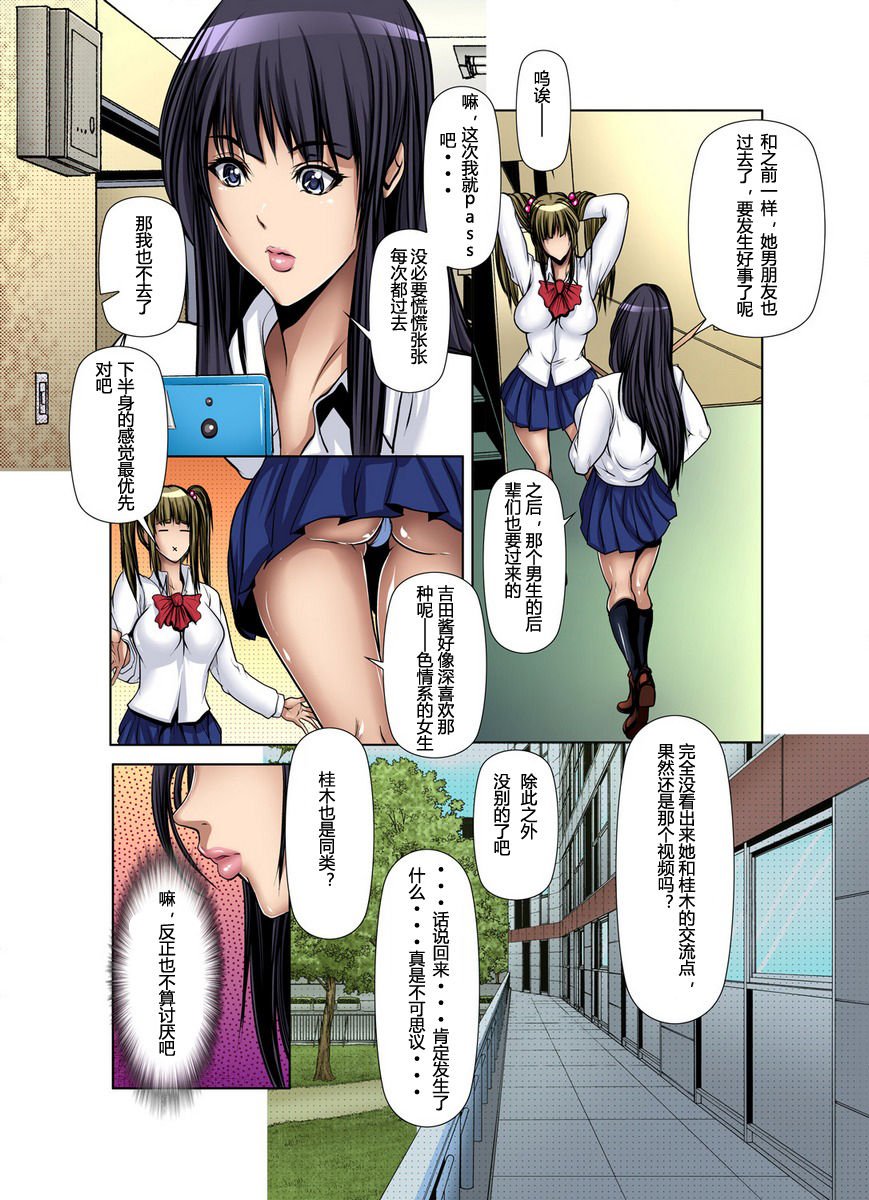 呜诶
——
和之前一样，她男朋友也
过去了，要发生好事了呢
之后，那个男生的后
辈们也要过来的
嘛，这次我就pass
吧・・・
没必要慌慌张张
每次都过去
那我也不去了
下半身的感觉最优先
对吧
吉田酱好像深喜欢那
种呢——色情系的女生
完全没看出来她和桂木的交流点，
果然还是那个视频吗？
除此之外
没别的了吧
・・・・话说回来・・・・肯定发生了
什么・・・真是不可思议・・・・
桂木也是同类？
嘛，反正也不算讨厌吧